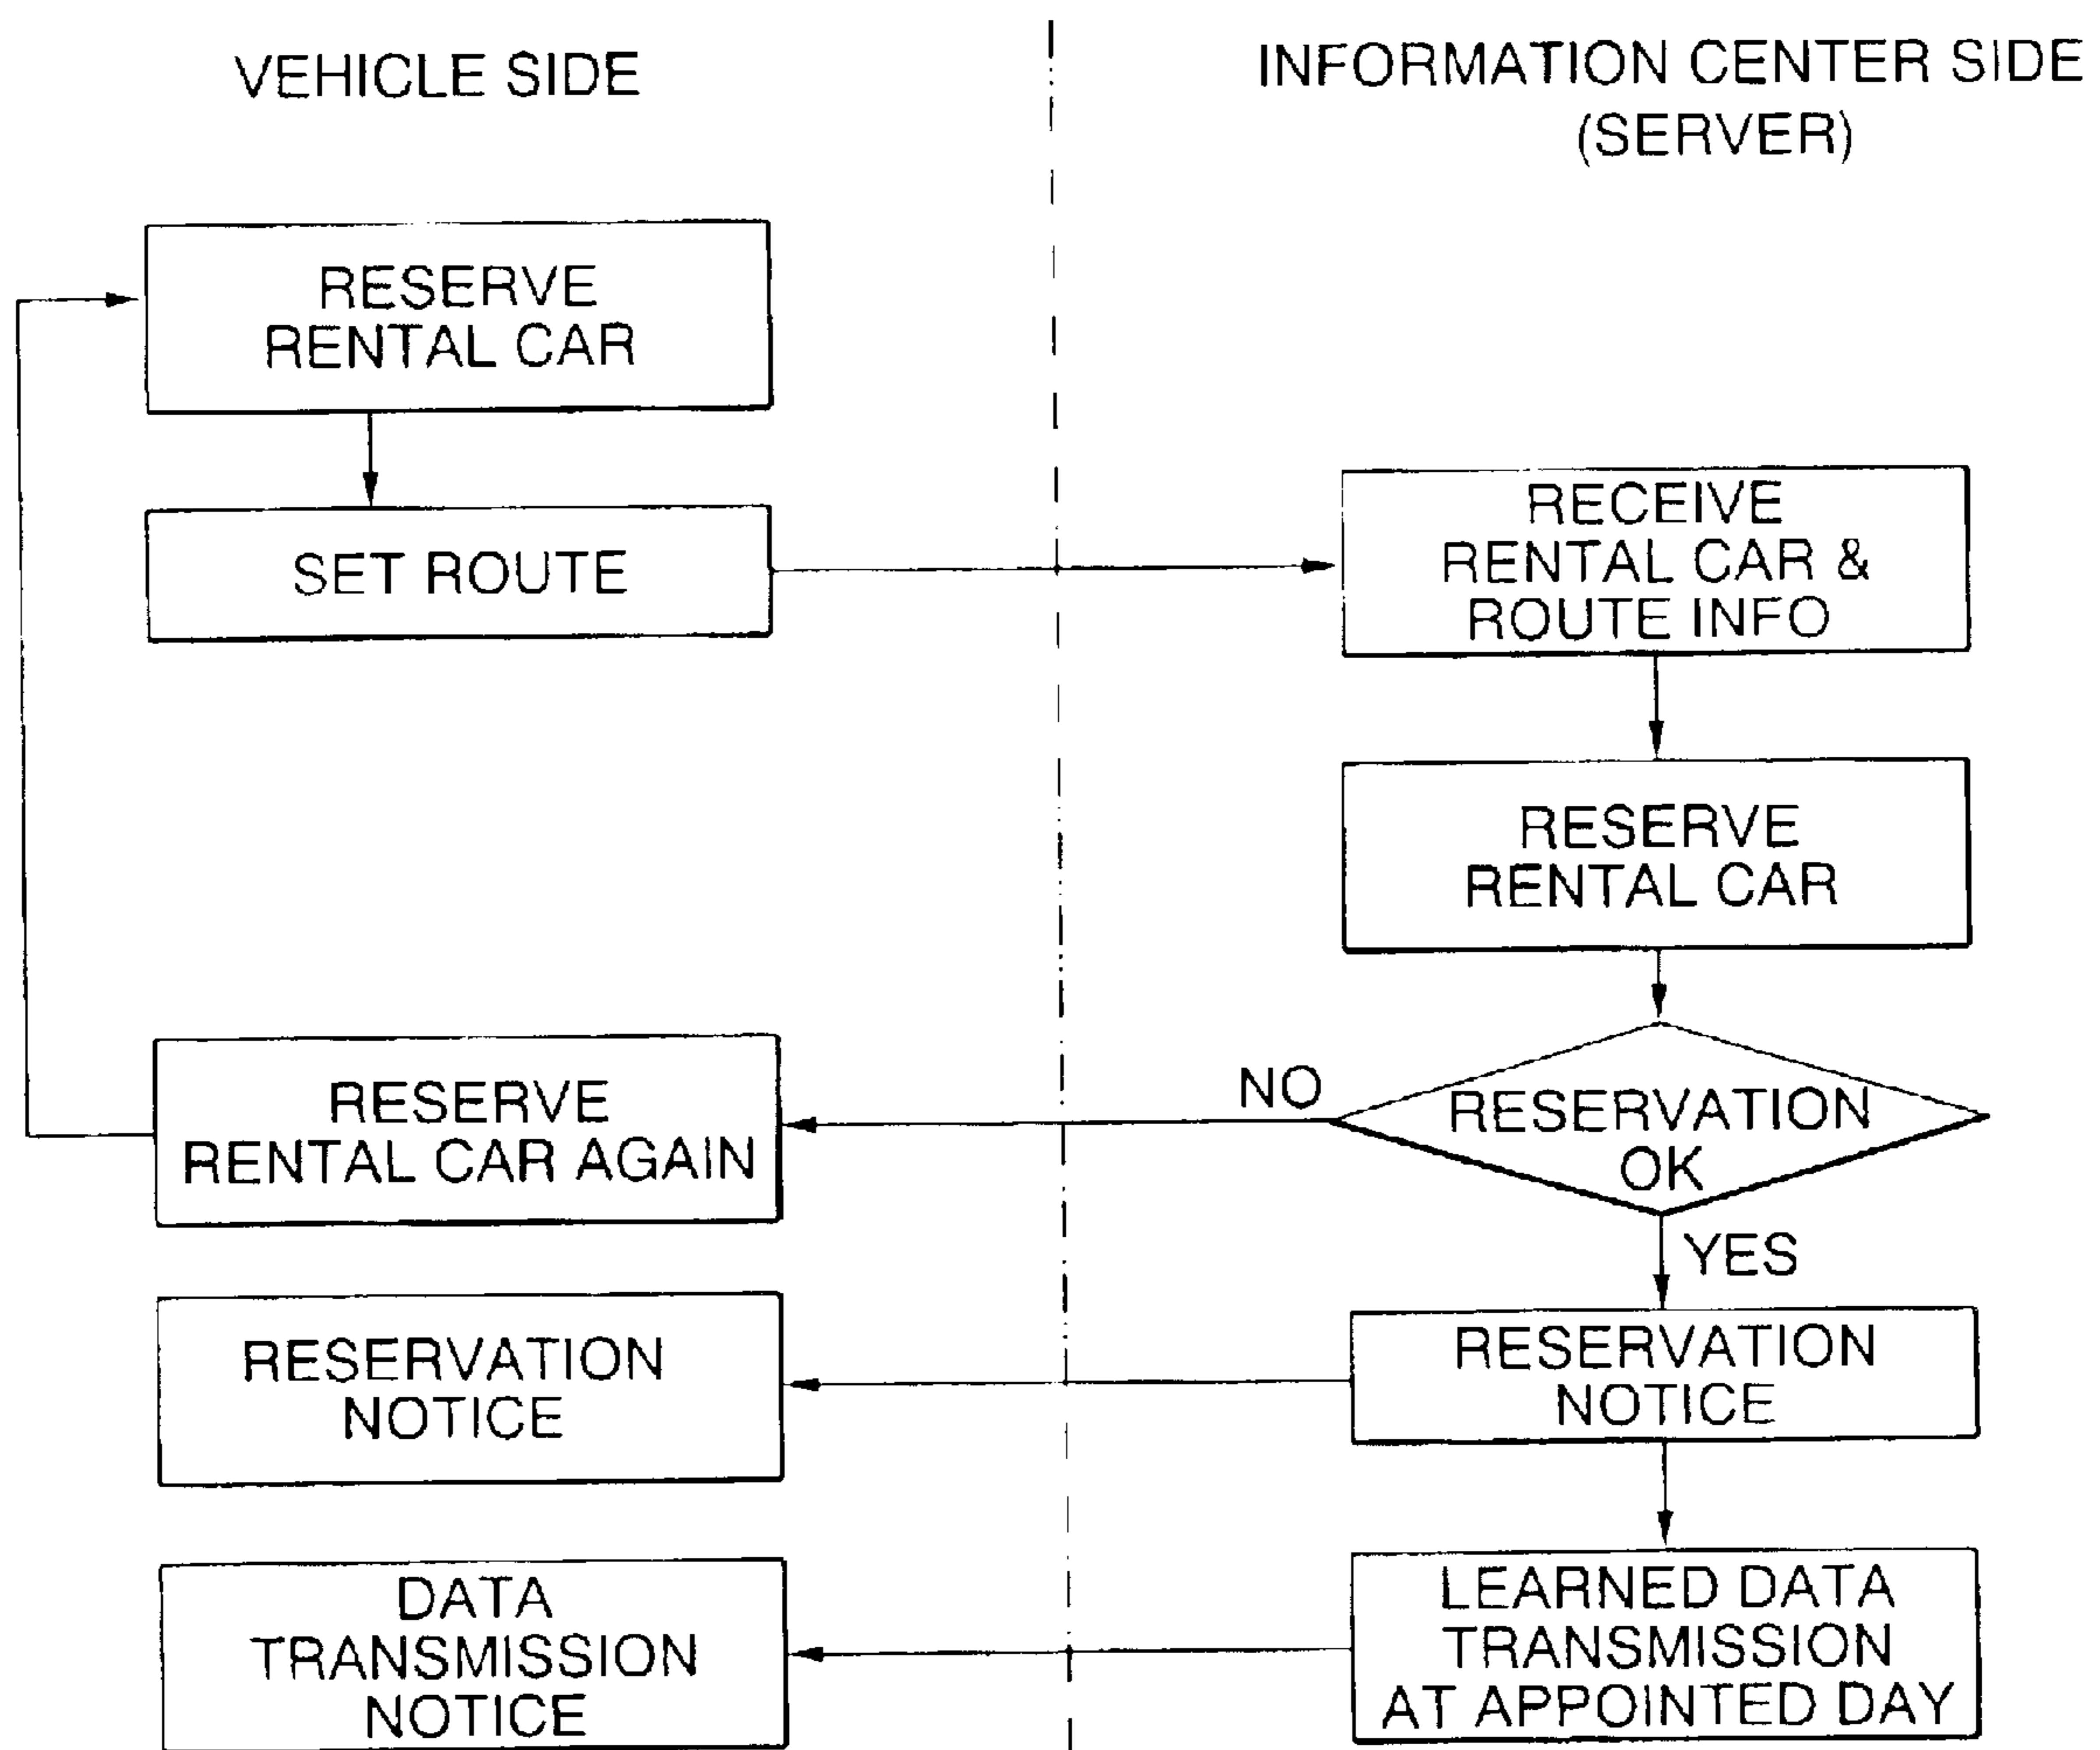 VEHICLE SIDE
INFORMATION CENTER SIDE
(SERVER)
RESERVE
RENTAL CAR
SET ROUTE
RECEIVE
RENTAL CAR &
ROUTE INFO
RESERVE
RENTAL CAR
RESERVATION
OK
NO
RESERVE
RENTAL CAR AGAIN
YES
RESERVATION
NOTICE
RESERVATION
NOTICE
LEARNED DATA
TRANSMISSION
AT APPOINTED DAY
DATA
TRANSMISSION
NOTICE